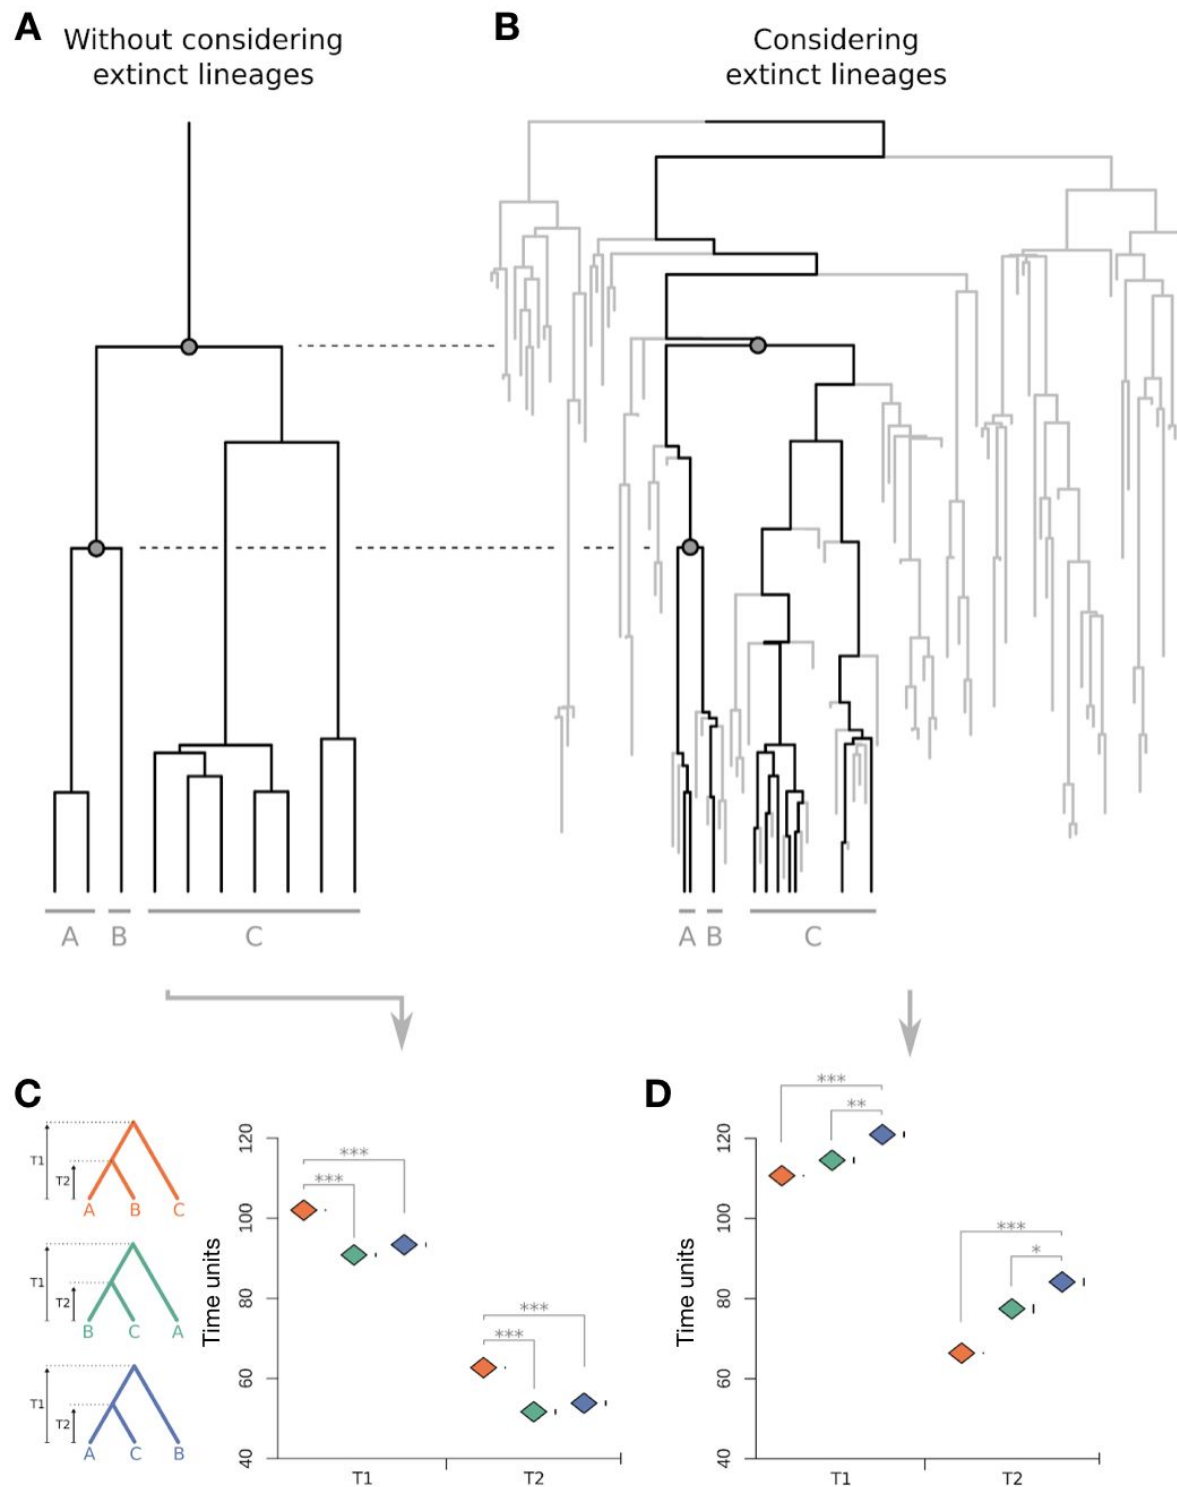 A
Without considering
extinct lineages
B
Considering
extinct lineages
A B C
A B C
C
T1
T2
A B C
T1
T2
B C A
T1
T2
A C B
Time units
120
100
80
60
40
***
***
***
***
T1 T2
D
Time units
120
100
80
60
40
***
**
***
*
T1 T2